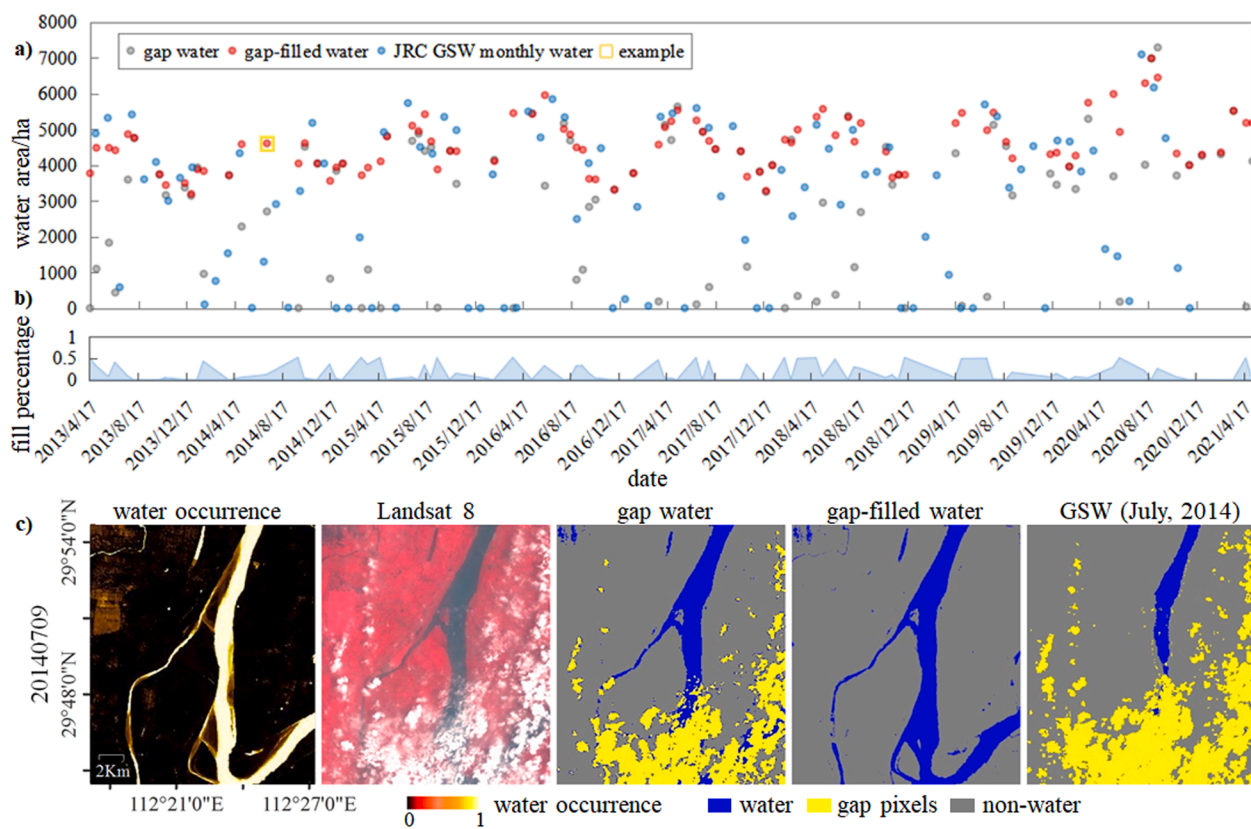 a)
8000
7000
6000
5000
4000
3000
2000
1000
0
water area/ha
gap water gap-filled water JRC GSW monthly water example
b)
1
0.5
0
fill percentage
2013/4/17 2013/8/17 2013/12/17 2014/4/17 2014/8/17 2014/12/17 2015/4/17 2015/8/17 2015/12/17 2016/4/17 2016/8/17 2016/12/17 2017/4/17 2017/8/17 2017/12/17 2018/4/17 2018/8/17 2018/12/17 2019/4/17 2019/8/17 2019/12/17 2020/4/17 2020/8/17 2020/12/17 2021/4/17
date
c) water occurrence Landsat 8 gap water gap-filled water GSW (July, 2014)
20140709
29°54'0"N
29°48'0"N
2Km
112°21'0"E 112°27'0"E
water occurrence water gap pixels non-water
0 1